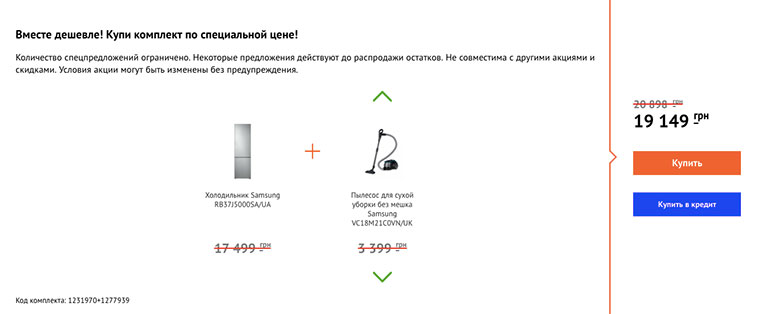 Вместе дешевле! Купи комплект по специальной цене!
Количество спецпредложений ограничено. Некоторые предложения действуют до распродажи остатков. Не совместима с другими акциями и
скидками. Условия акции могут быть изменены без предупреждения.
+
Холодильник Samsung
RB37J5000SA/UA
17 499 грн
Пылесос для сухой
уборки без мешка
Samsung
VC18M21C0VN/UK
3 399 грн
20 898 грн
19 149 грн
Купить
Купить в кредит
Код комплекта: 1231970+1277939